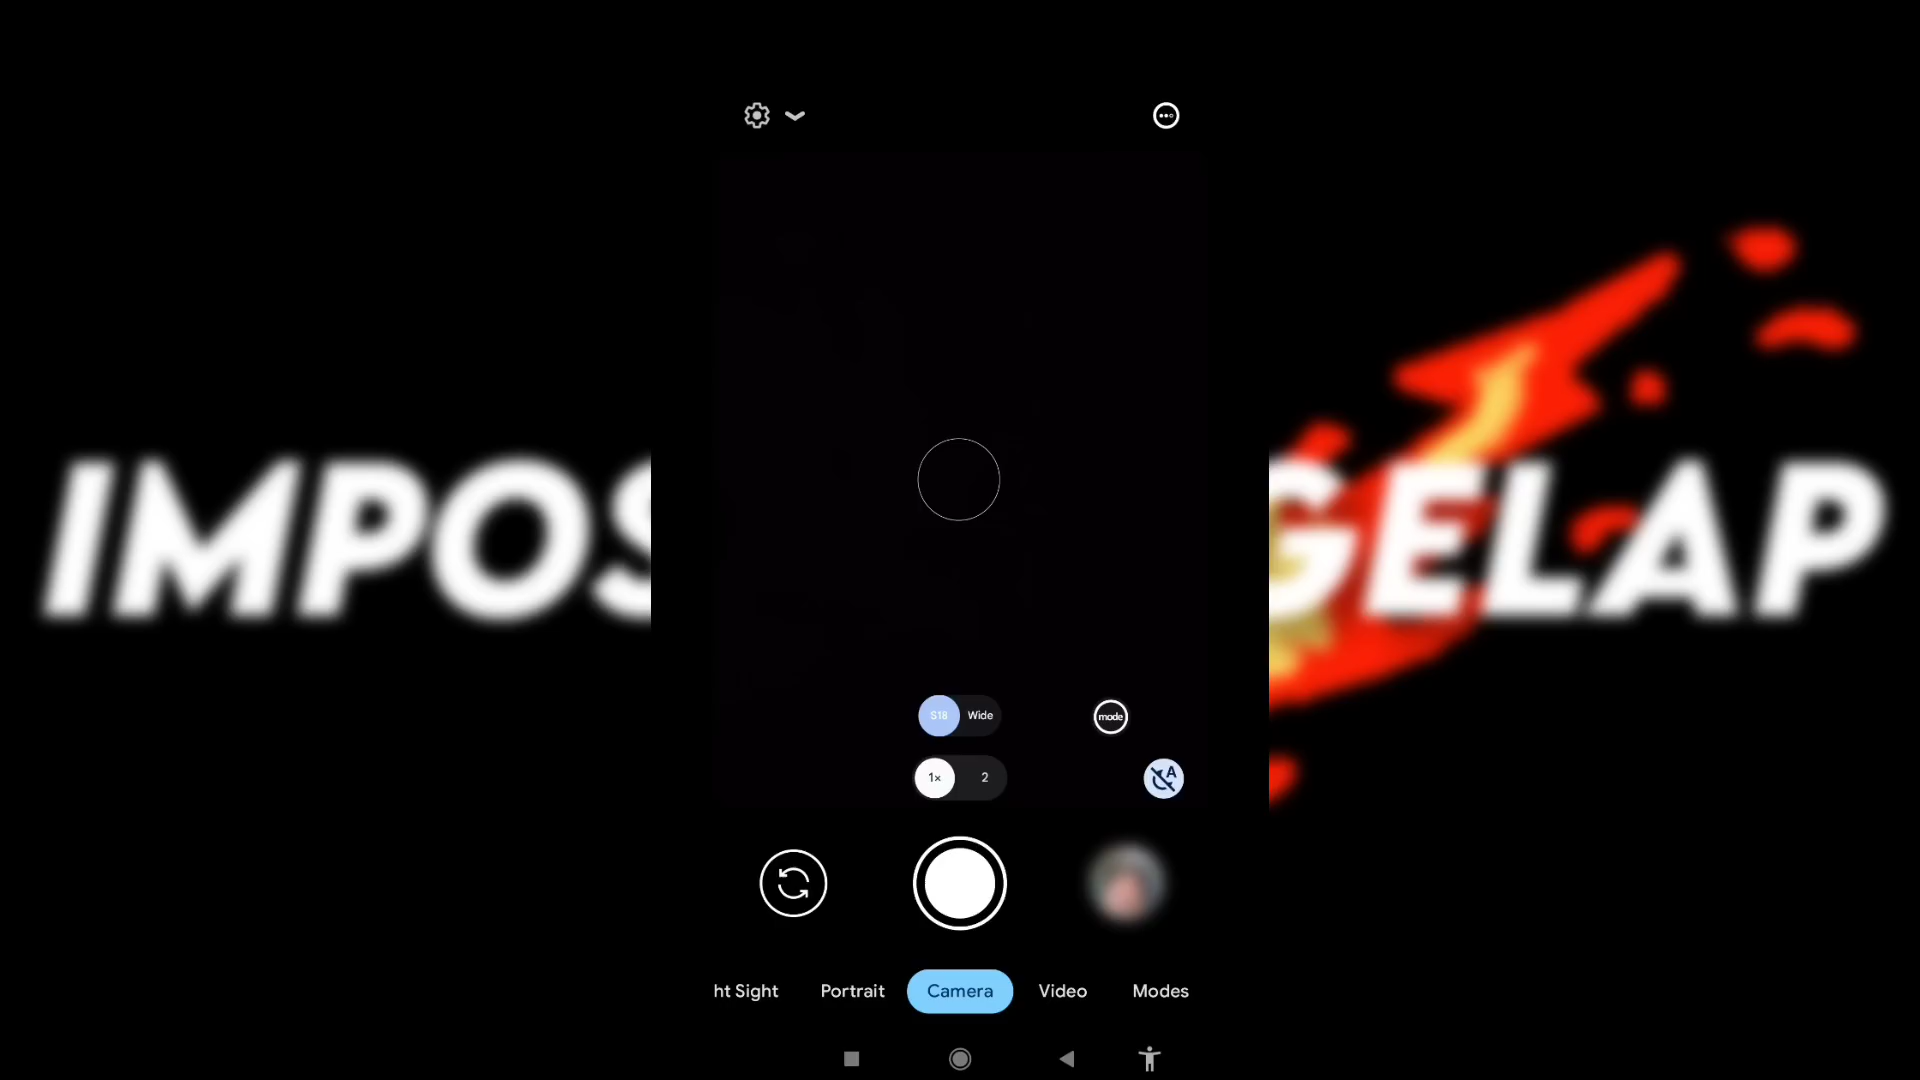 IMPOS
GELAP
S18 Wide
mode
1× 2
A
ht Sight Portrait Camera Video Modes